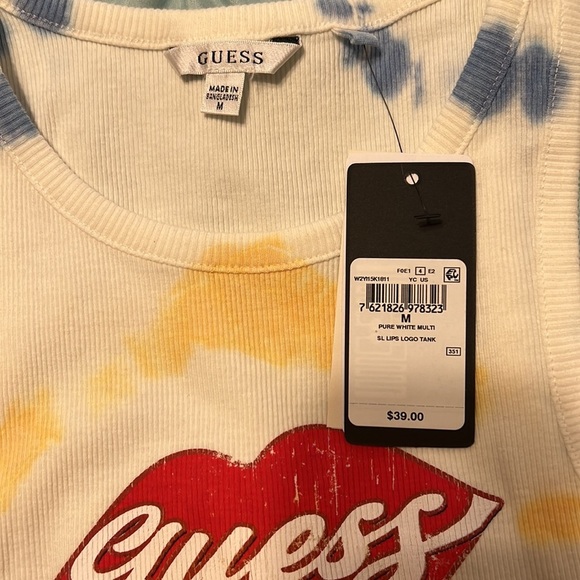 GUESS
MADE IN
BANGLADESH
M
F0E1 4 E2
W2YI15K1811 YC US
7 621826 978323
M
PURE WHITE MULTI
SL LIPS LOGO TANK
351
$39.00
guess